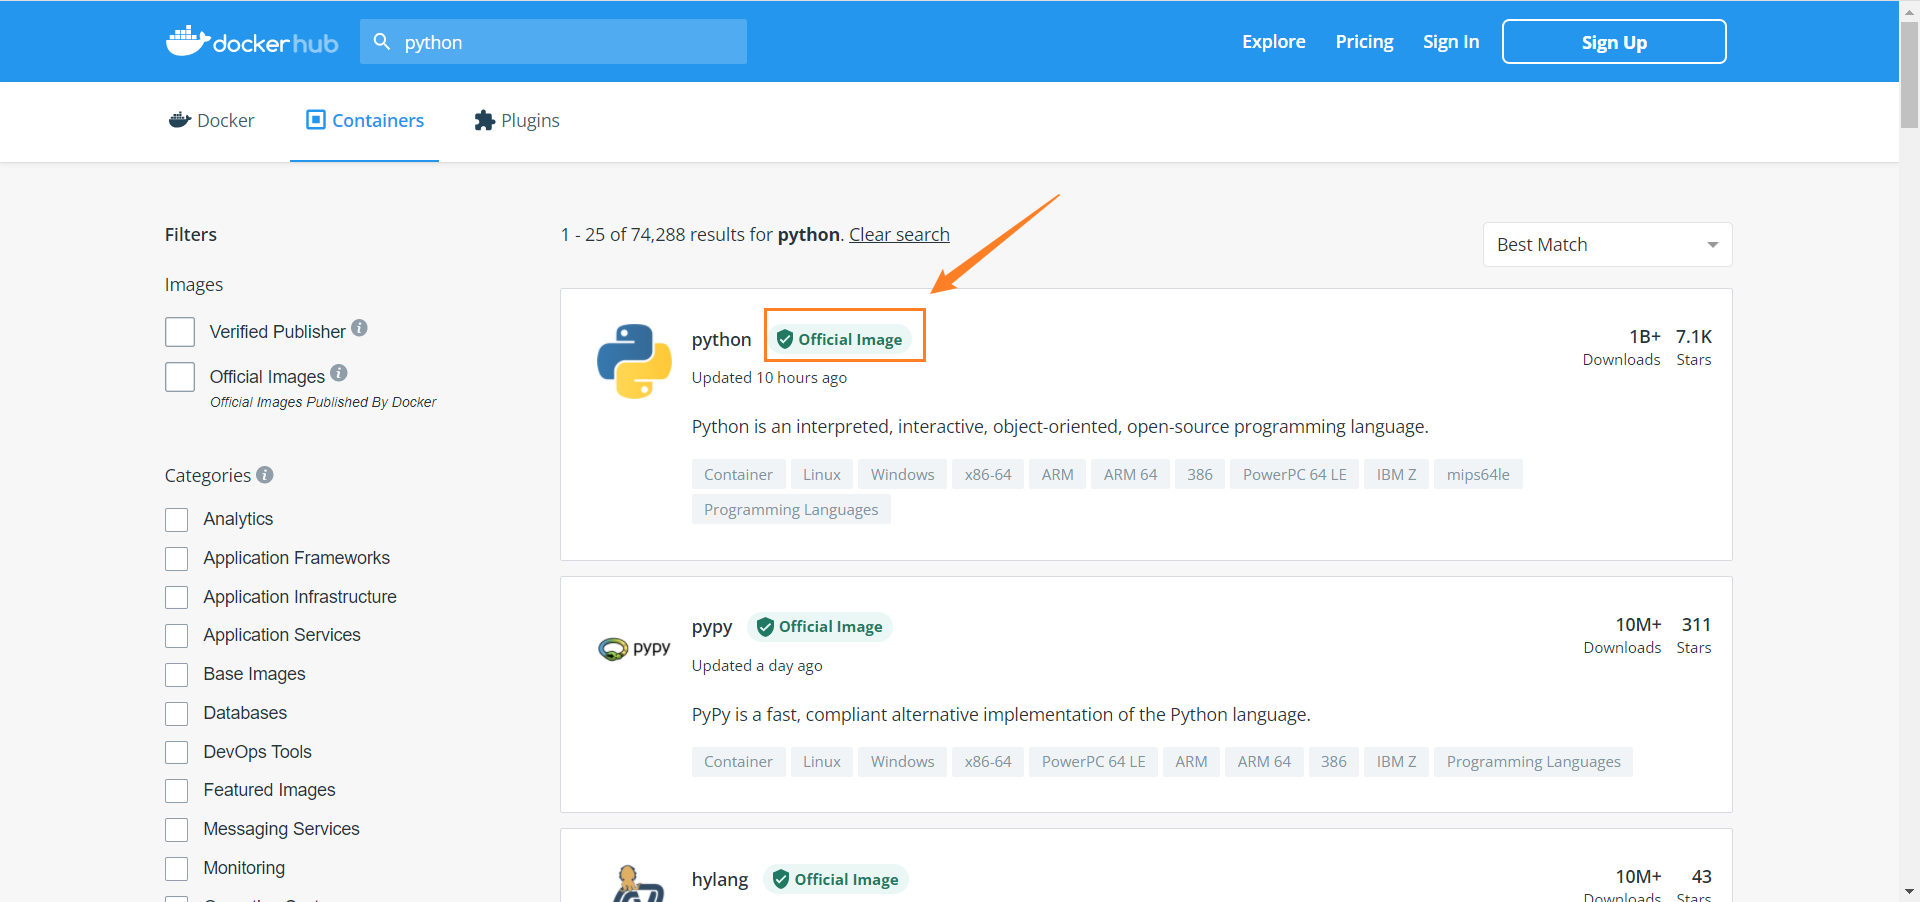 docker hub
python
Explore
Pricing
Sign In
Sign Up
Docker
Containers
Plugins
Filters
Images
Verified Publisher
Official Images
Official Images Published By Docker
Categories
Analytics
Application Frameworks
Application Infrastructure
Application Services
Base Images
Databases
DevOps Tools
Featured Images
Messaging Services
Monitoring
1 - 25 of 74,288 results for python. Clear search
Best Match
python Official Image
Updated 10 hours ago
1B+ 7.1K
Downloads Stars
Python is an interpreted, interactive, object-oriented, open-source programming language.
Container Linux Windows x86-64 ARM ARM 64 386 PowerPC 64 LE IBM Z mips64le
Programming Languages
pypy
pypy Official Image
Updated a day ago
10M+ 311
Downloads Stars
PyPy is a fast, compliant alternative implementation of the Python language.
Container Linux Windows x86-64 PowerPC 64 LE ARM ARM 64 386 IBM Z Programming Languages
hylang Official Image
10M+ 43
Downloads Stars